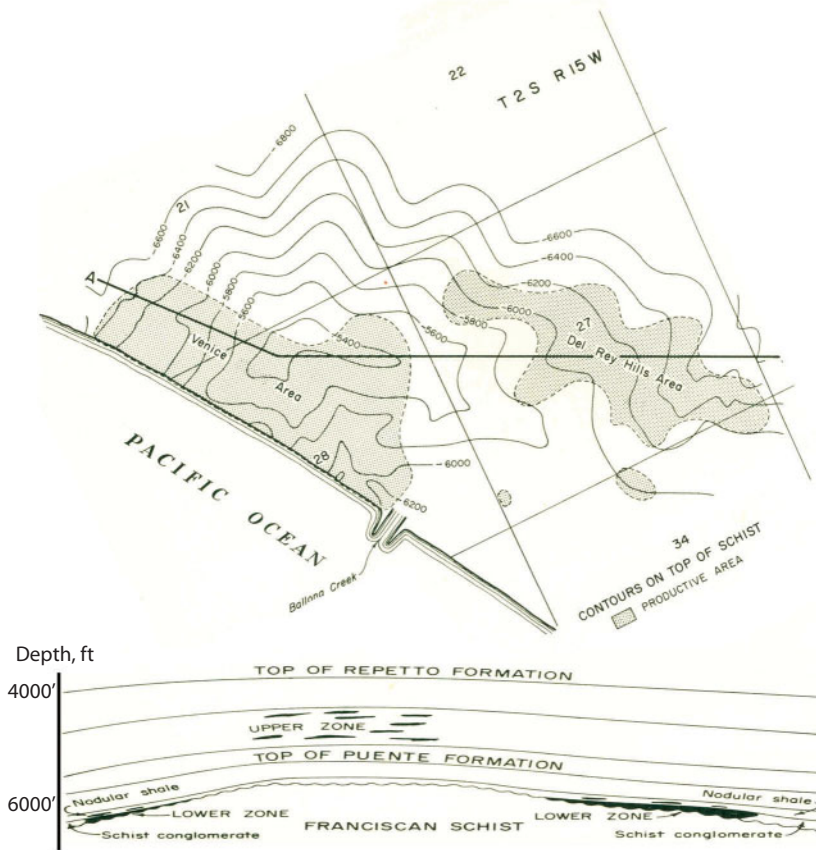 22
T 2 S R 15 W
-6800
21
-6600
-6400
-6200
-6000
-5800
-5600
-6600
-6400
-6200
-6000
-5800
-5600
-5400
A
27
Del Rey Hills Area
Venice
Area
28
-6000
-6200
PACIFIC OCEAN
Ballona Creek
34
CONTOURS ON TOP OF SCHIST
PRODUCTIVE AREA
Depth, ft
4000'
6000'
TOP OF REPETTO FORMATION
UPPER ZONE
TOP OF PUENTE FORMATION
Nodular shale
Nodular shale
LOWER ZONE
LOWER ZONE
Schist conglomerate
FRANCISCAN SCHIST
Schist conglomerate